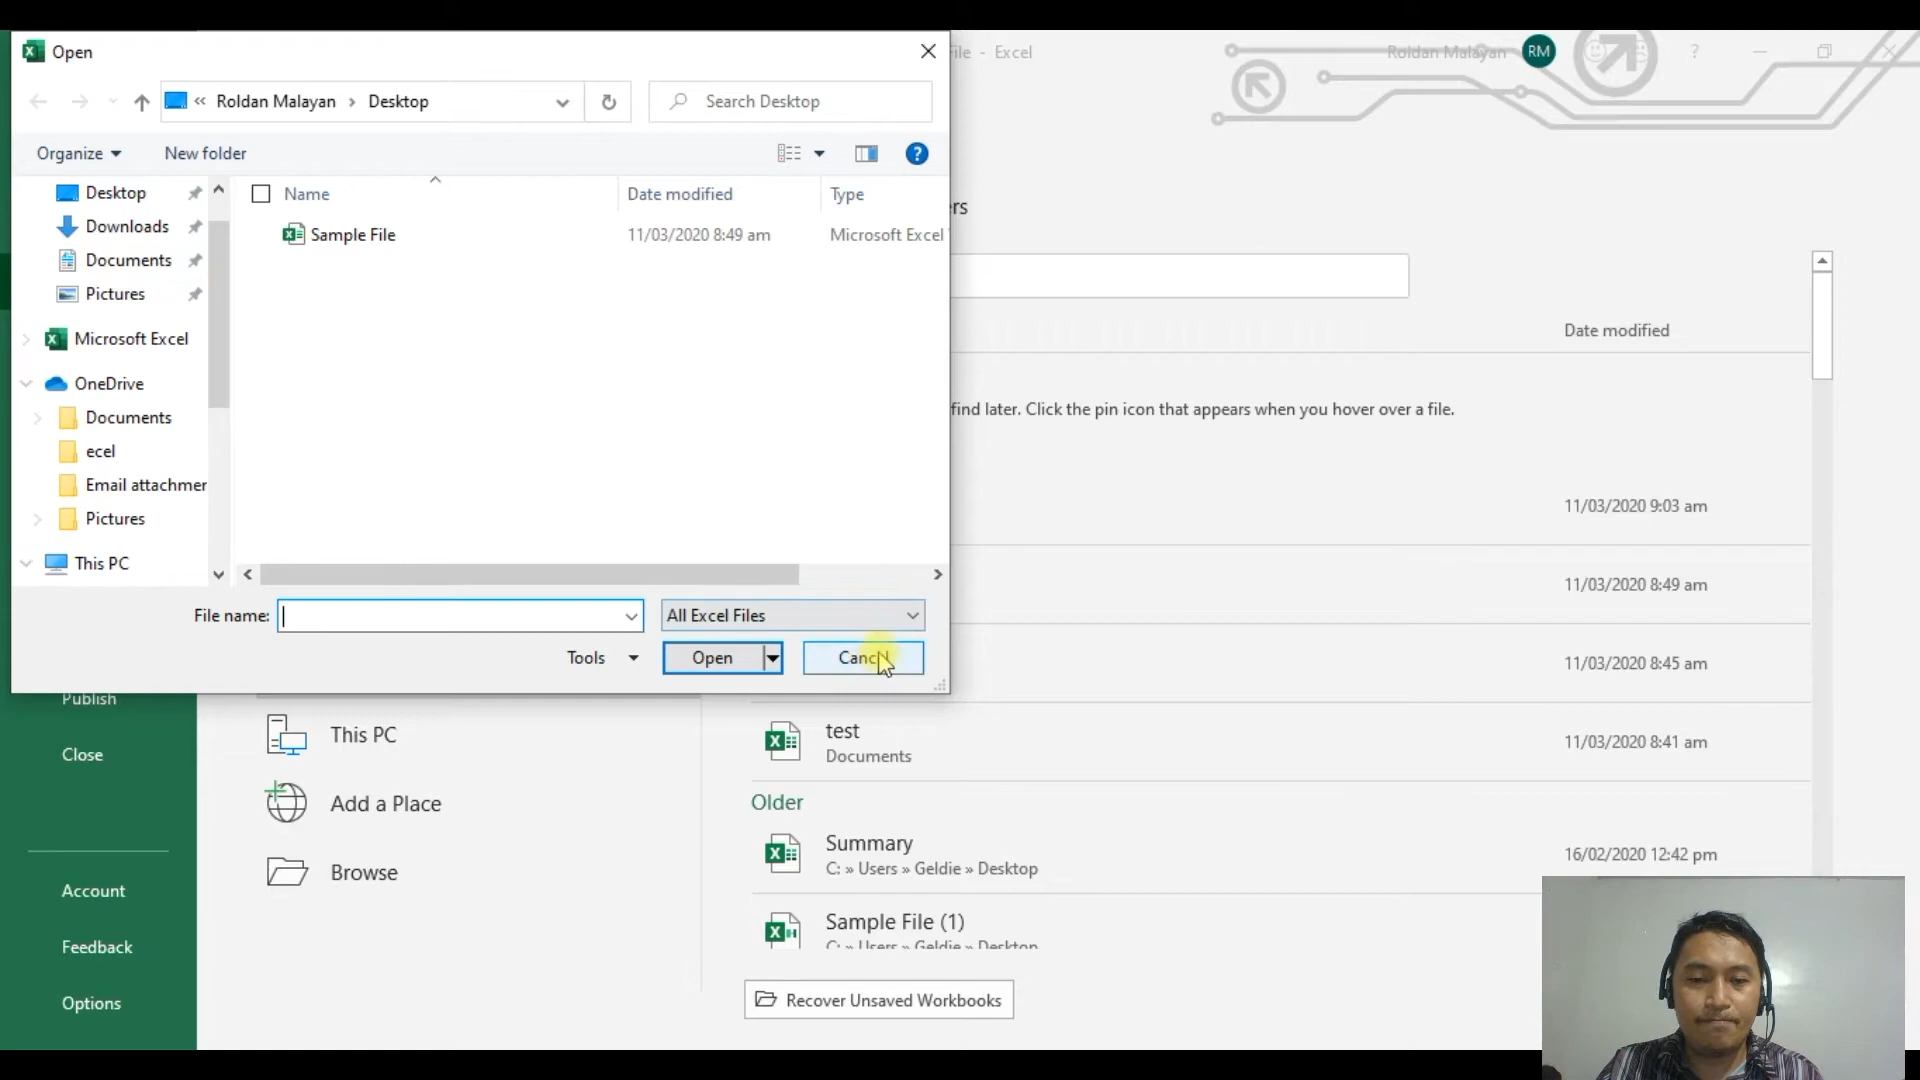 Open
File - Excel
Roldan Malayan
RM
?
« Roldan Malayan › Desktop
Search Desktop
Organize
New folder
?
Name
Date modified
Type
Sample File
11/03/2020 8:49 am
Microsoft Excel
Desktop
Downloads
Documents
Pictures
Microsoft Excel
OneDrive
Documents
ecel
Email attachmer
Pictures
This PC
File name:
All Excel Files
Tools
Open
Cancel
rs
Date modified
find later. Click the pin icon that appears when you hover over a file.
11/03/2020 9:03 am
11/03/2020 8:49 am
11/03/2020 8:45 am
Publish
Close
Account
Feedback
Options
This PC
Add a Place
Browse
test
Documents
11/03/2020 8:41 am
Older
Summary
C: » Users » Geldie » Desktop
16/02/2020 12:42 pm
Sample File (1)
C: » Users » Geldie » Desktop
Recover Unsaved Workbooks